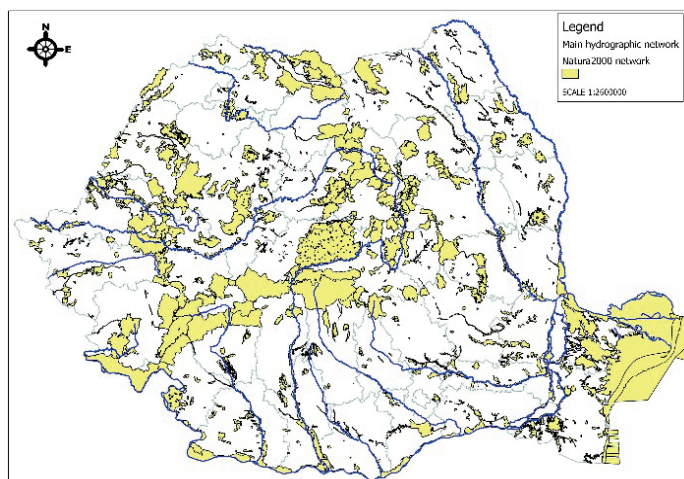 N
E
Legend
Main hydrographic network
Natura2000 network
SCALE 1:2600000